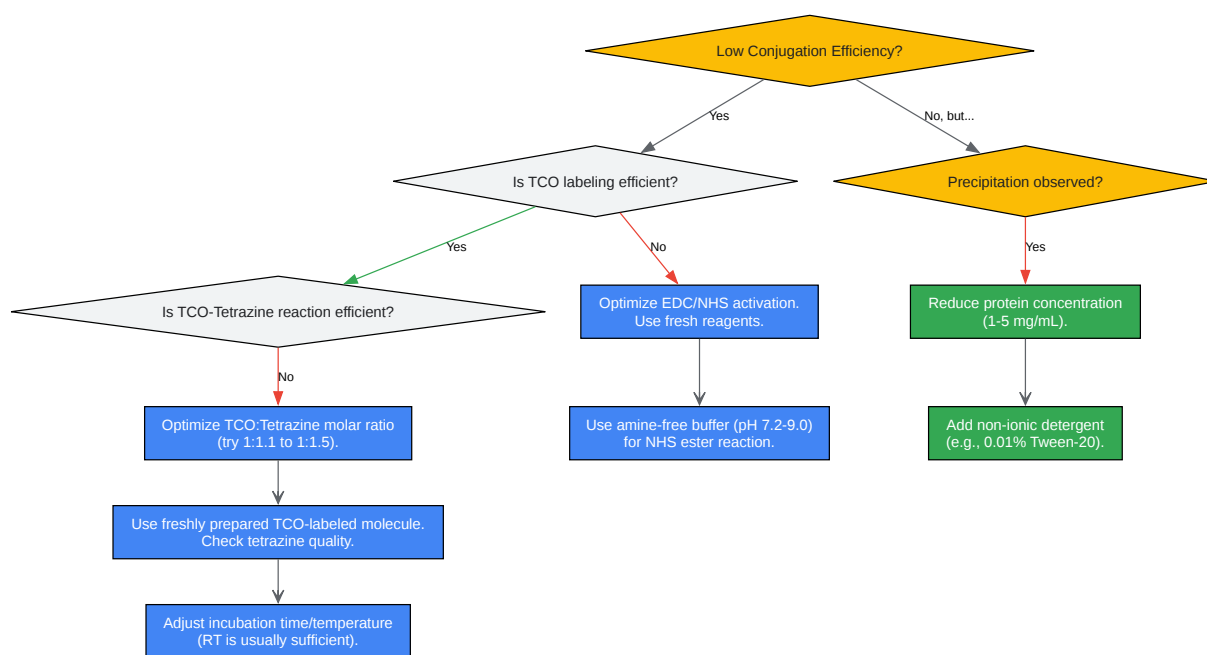 Low Conjugation Efficiency?
Yes
No, but...
Is TCO labeling efficient?
Precipitation observed?
Yes
No
Yes
Is TCO-Tetrazine reaction efficient?
Optimize EDC/NHS activation.
Use fresh reagents.
Reduce protein concentration
(1-5 mg/mL).
No
Optimize TCO:Tetrazine molar ratio
(try 1:1.1 to 1:1.5).
Use amine-free buffer (pH 7.2-9.0)
for NHS ester reaction.
Add non-ionic detergent
(e.g., 0.01% Tween-20).
Use freshly prepared TCO-labeled molecule.
Check tetrazine quality.
Adjust incubation time/temperature
(RT is usually sufficient).